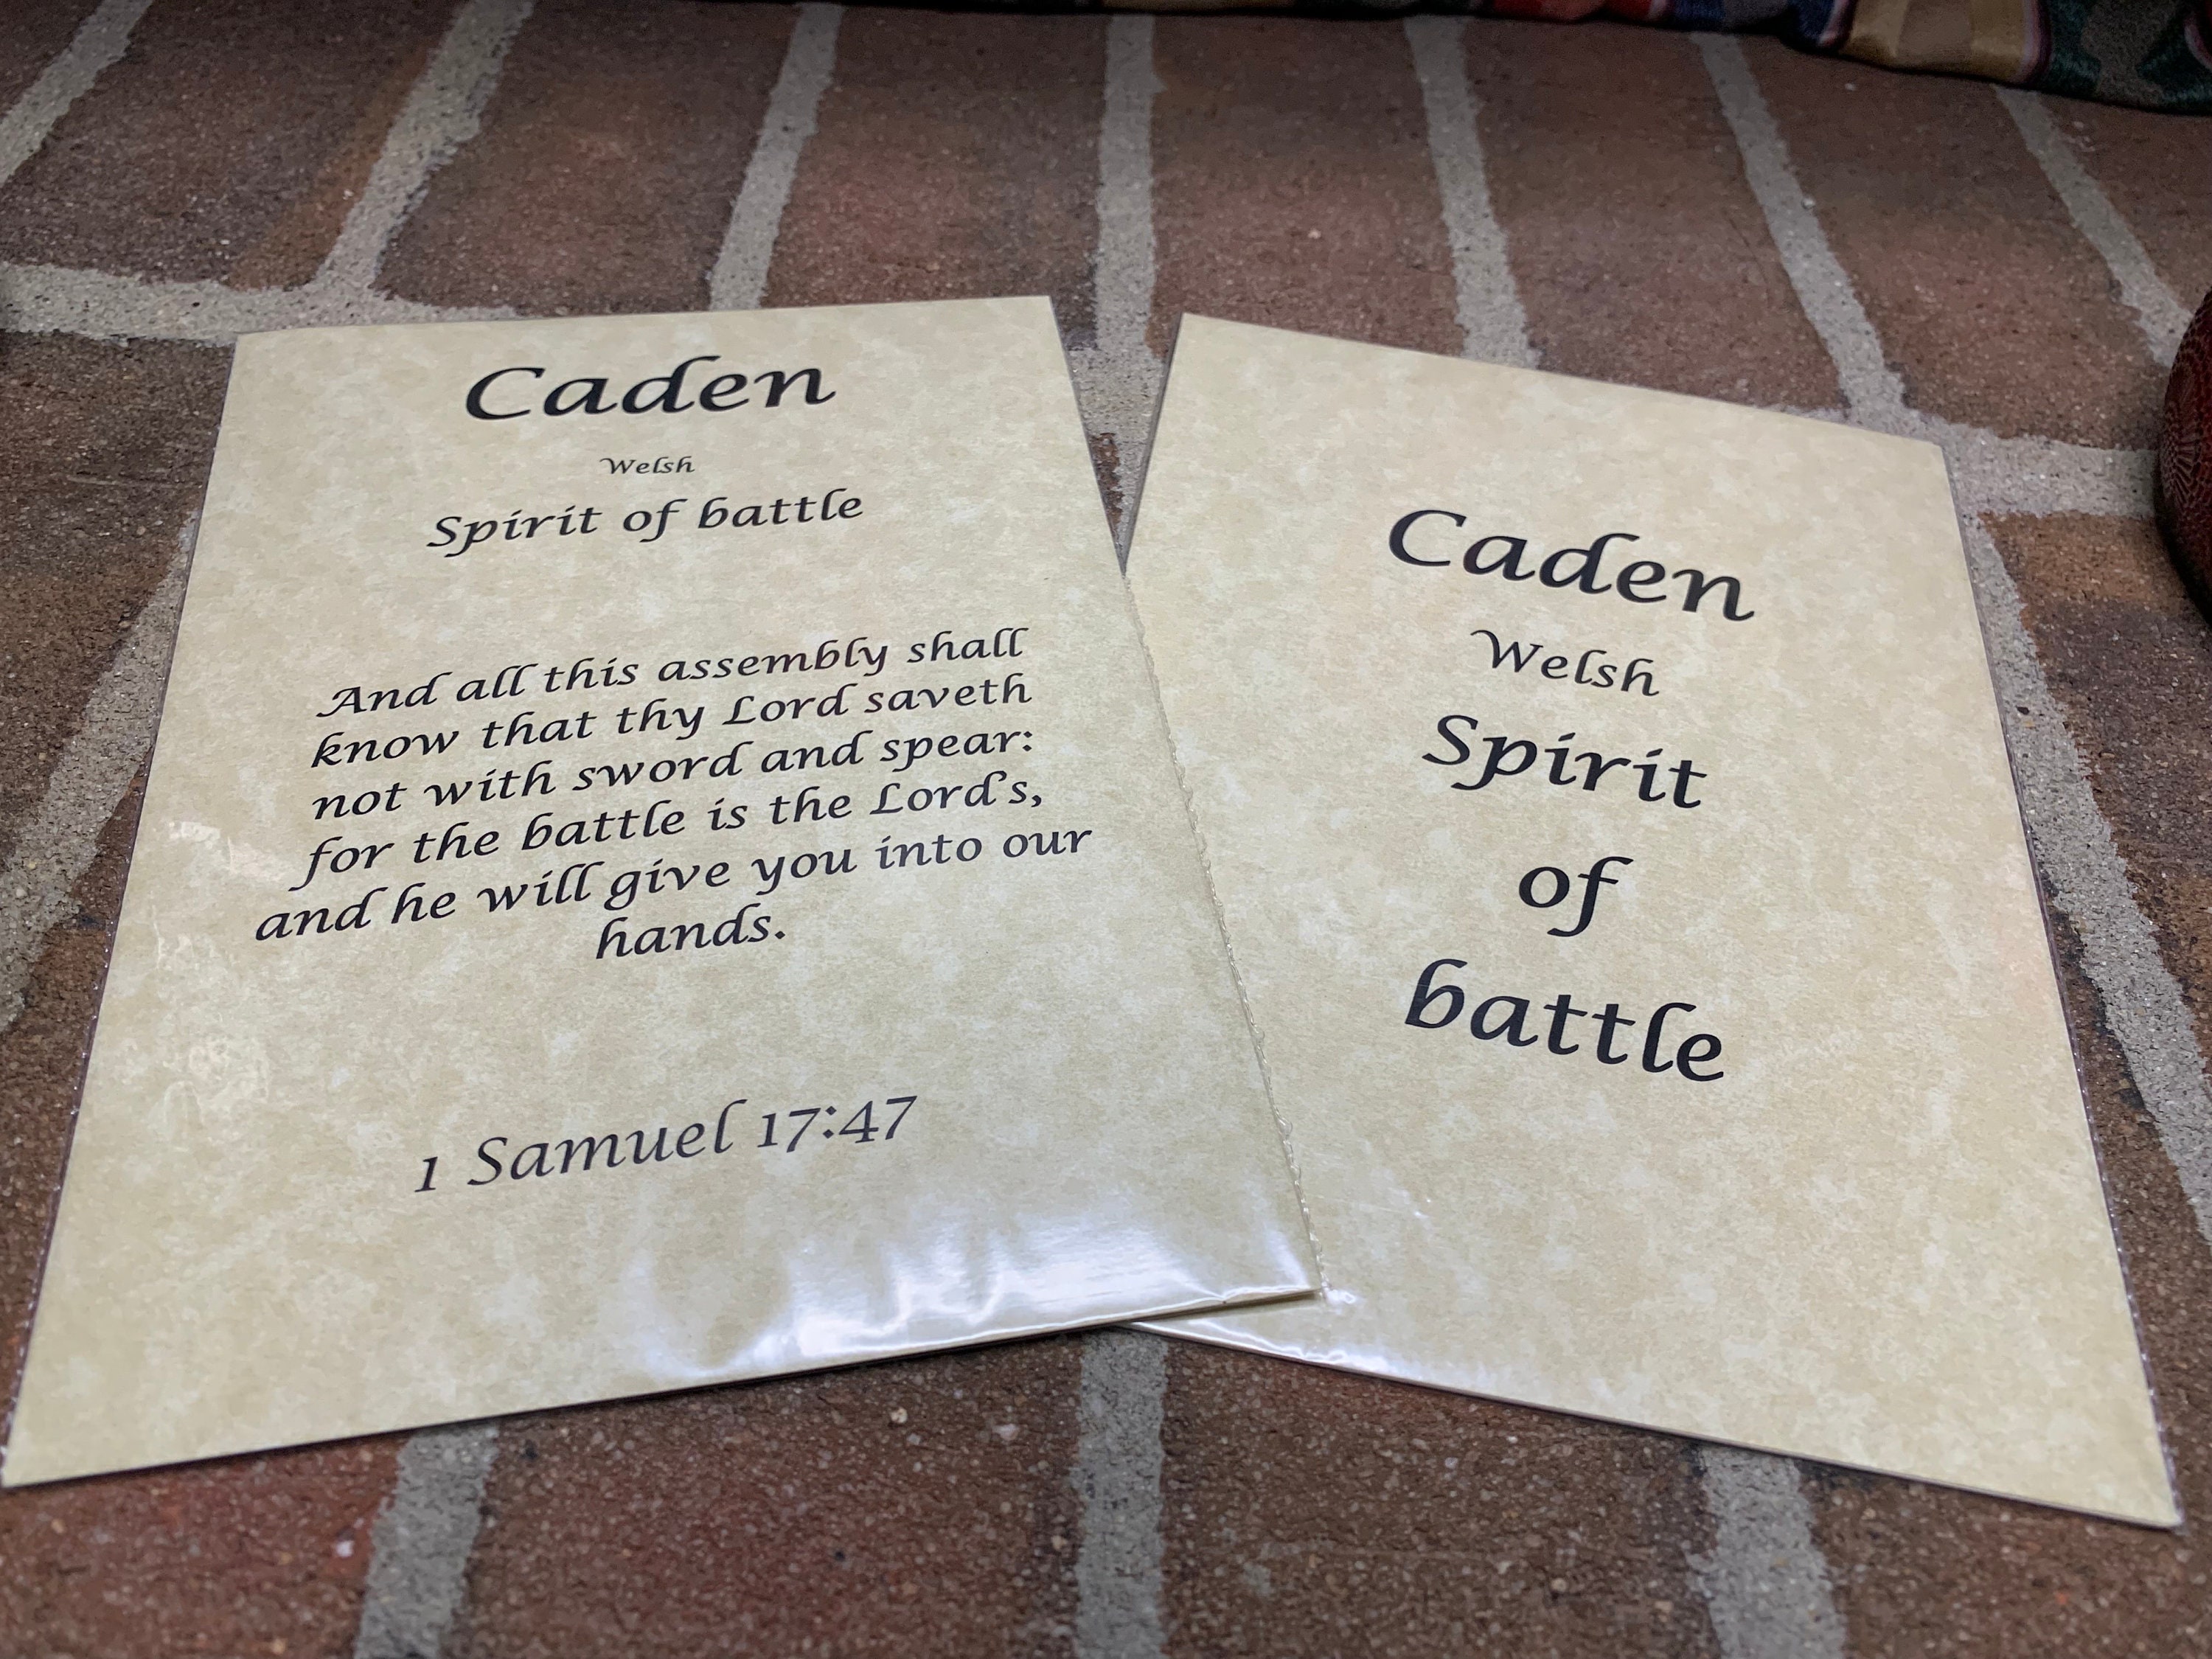 Caden
Welsh
Spirit of battle
And all this assembly shall
know that thy Lord saveth
not with sword and spear:
for the battle is the Lord's,
and he will give you into our
hands.
1 Samuel 17:47
Caden
Welsh
Spirit
of
battle